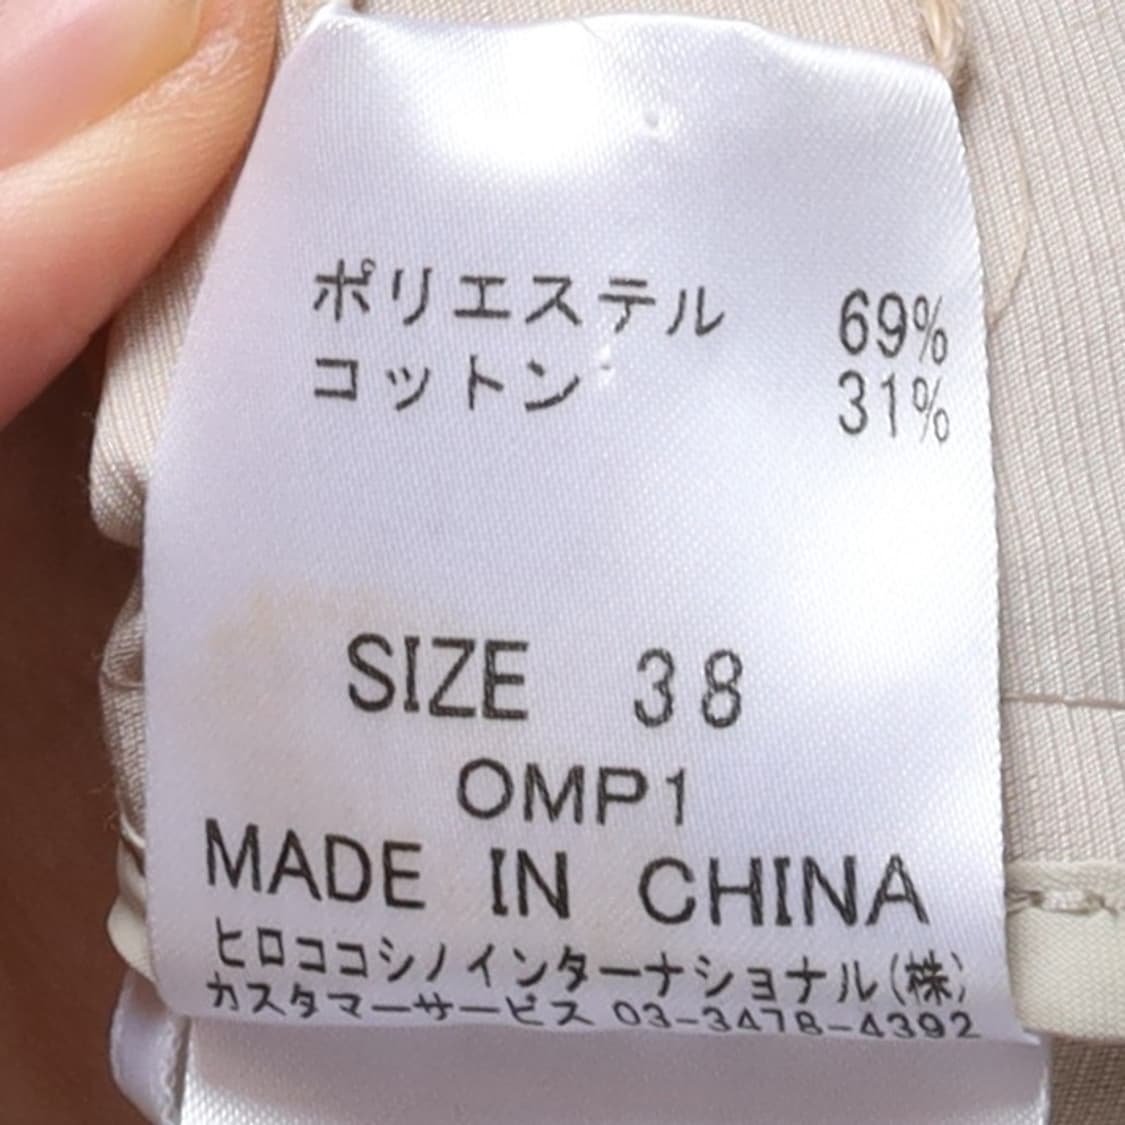 ポリエステル 69%
コットン 31%
SIZE 38
OMP1
MADE IN CHINA
ヒロココシノインターナショナル(株)
カスタマーサービス 03-3478-4392